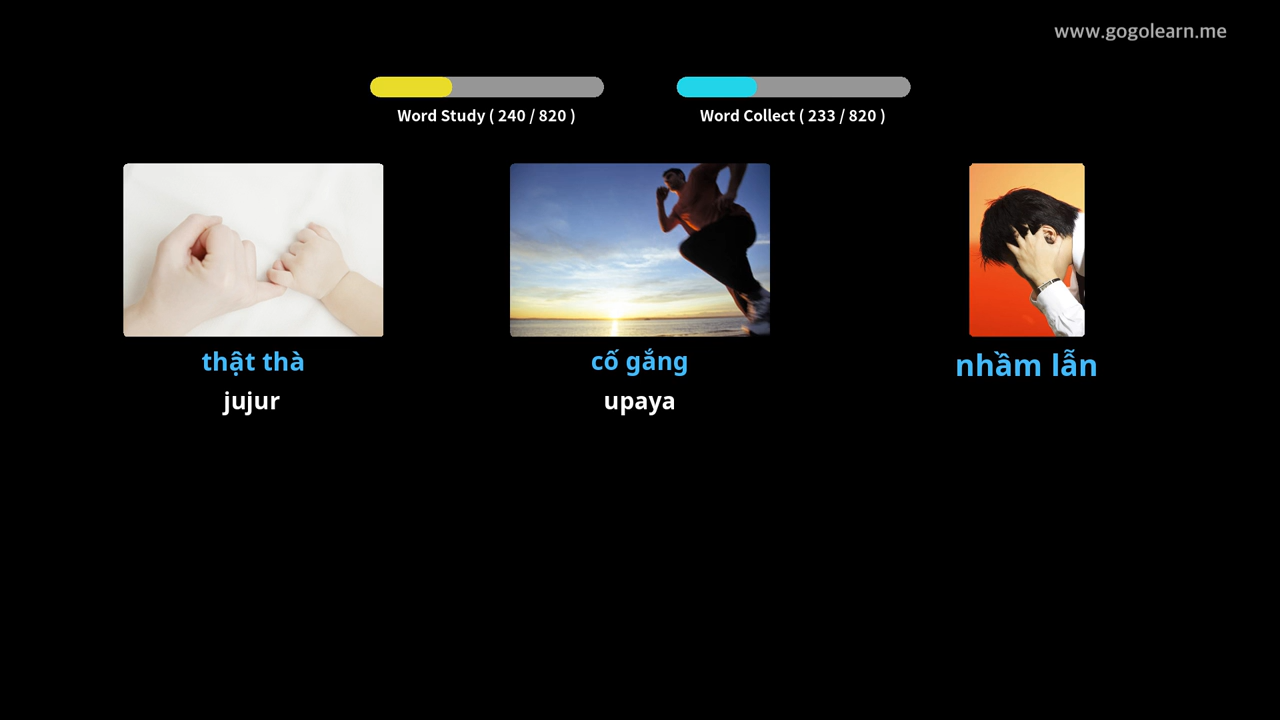 www.gogolearn.me
Word Study ( 240 / 820 )
Word Collect ( 233 / 820 )
thật thà
jujur
cố gắng
upaya
nhầm lẫn